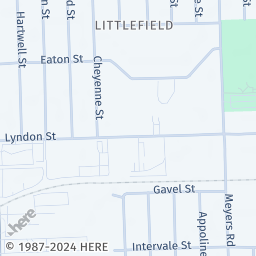 LITTLEFIELD
Hartwell St
Eaton St
Cheyenne St
Lyndon St
Gavel St
Meyers Rd
Appoline
Intervale St
here
© 1987-2024 HERE